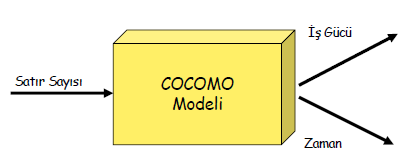 İş Gücü
Satır Sayısı
COCOMO
Modeli
Zaman